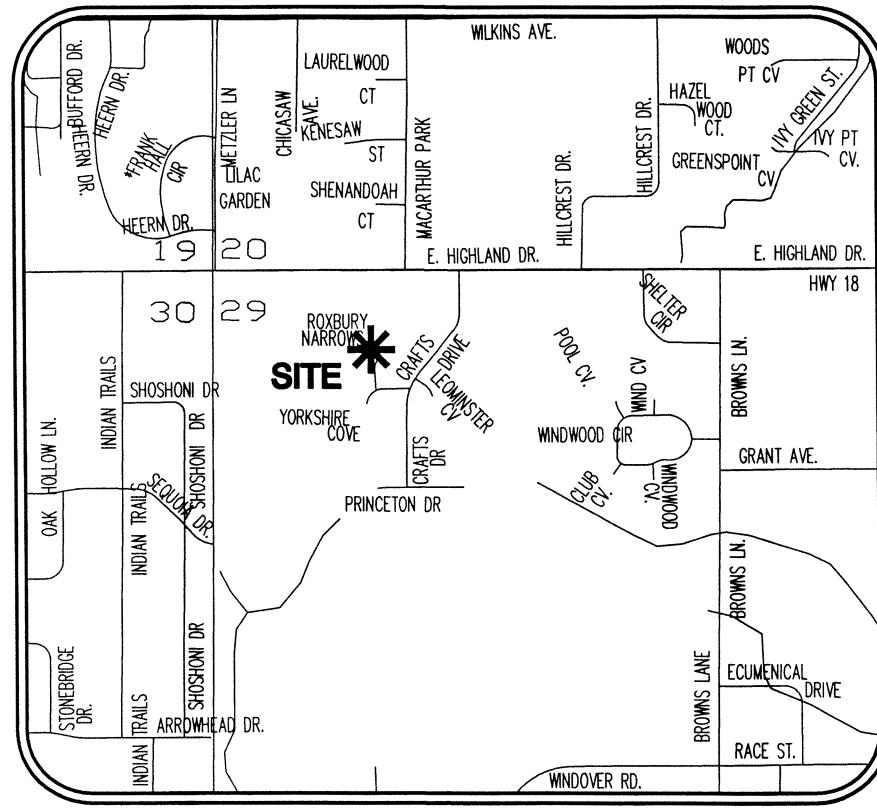 WILKINS AVE.
BUFFORD DR.
HEERN DR.
HEERN DR.
*FRANK
HALL
CIR
HEERN DR.
METZLER LN
LILAC
GARDEN
CHICASAW
AVE.
LAURELWOOD
CT
KENESAW
ST
SHENANDOAH
CT
MACARTHUR PARK
HILLCREST DR.
HILLCREST DR.
HAZEL
WOOD
CT.
WOODS
PT CV
IVY GREEN ST.
IVY PT
CV.
GREENSPOINT
CV
19 20
E. HIGHLAND DR.
E. HIGHLAND DR.
HWY 18
30 29
ROXBURY
NARROWS
SITE
CRAFTS
DRIVE
LEOMINSTER
CV
YORKSHIRE
COVE
CRAFTS
DR
PRINCETON DR
SHELTER
CIR
POOL CV.
WIND CV
WINDWOOD CIR
CLUB
CV.
WINDWOOD
CV.
BROWNS LN.
GRANT AVE.
INDIAN TRAILS
SHOSHONI DR
SHOSHONI DR
OAK HOLLOW LN.
SEQUOIA DR.
INDIAN TRAILS
BROWNS LN.
STONEBRIDGE
DR.
SHOSHONI DR
INDIAN TRAILS
ARROWHEAD DR.
BROWNS LANE
ECUMENICAL
DRIVE
RACE ST.
WINDOVER RD.